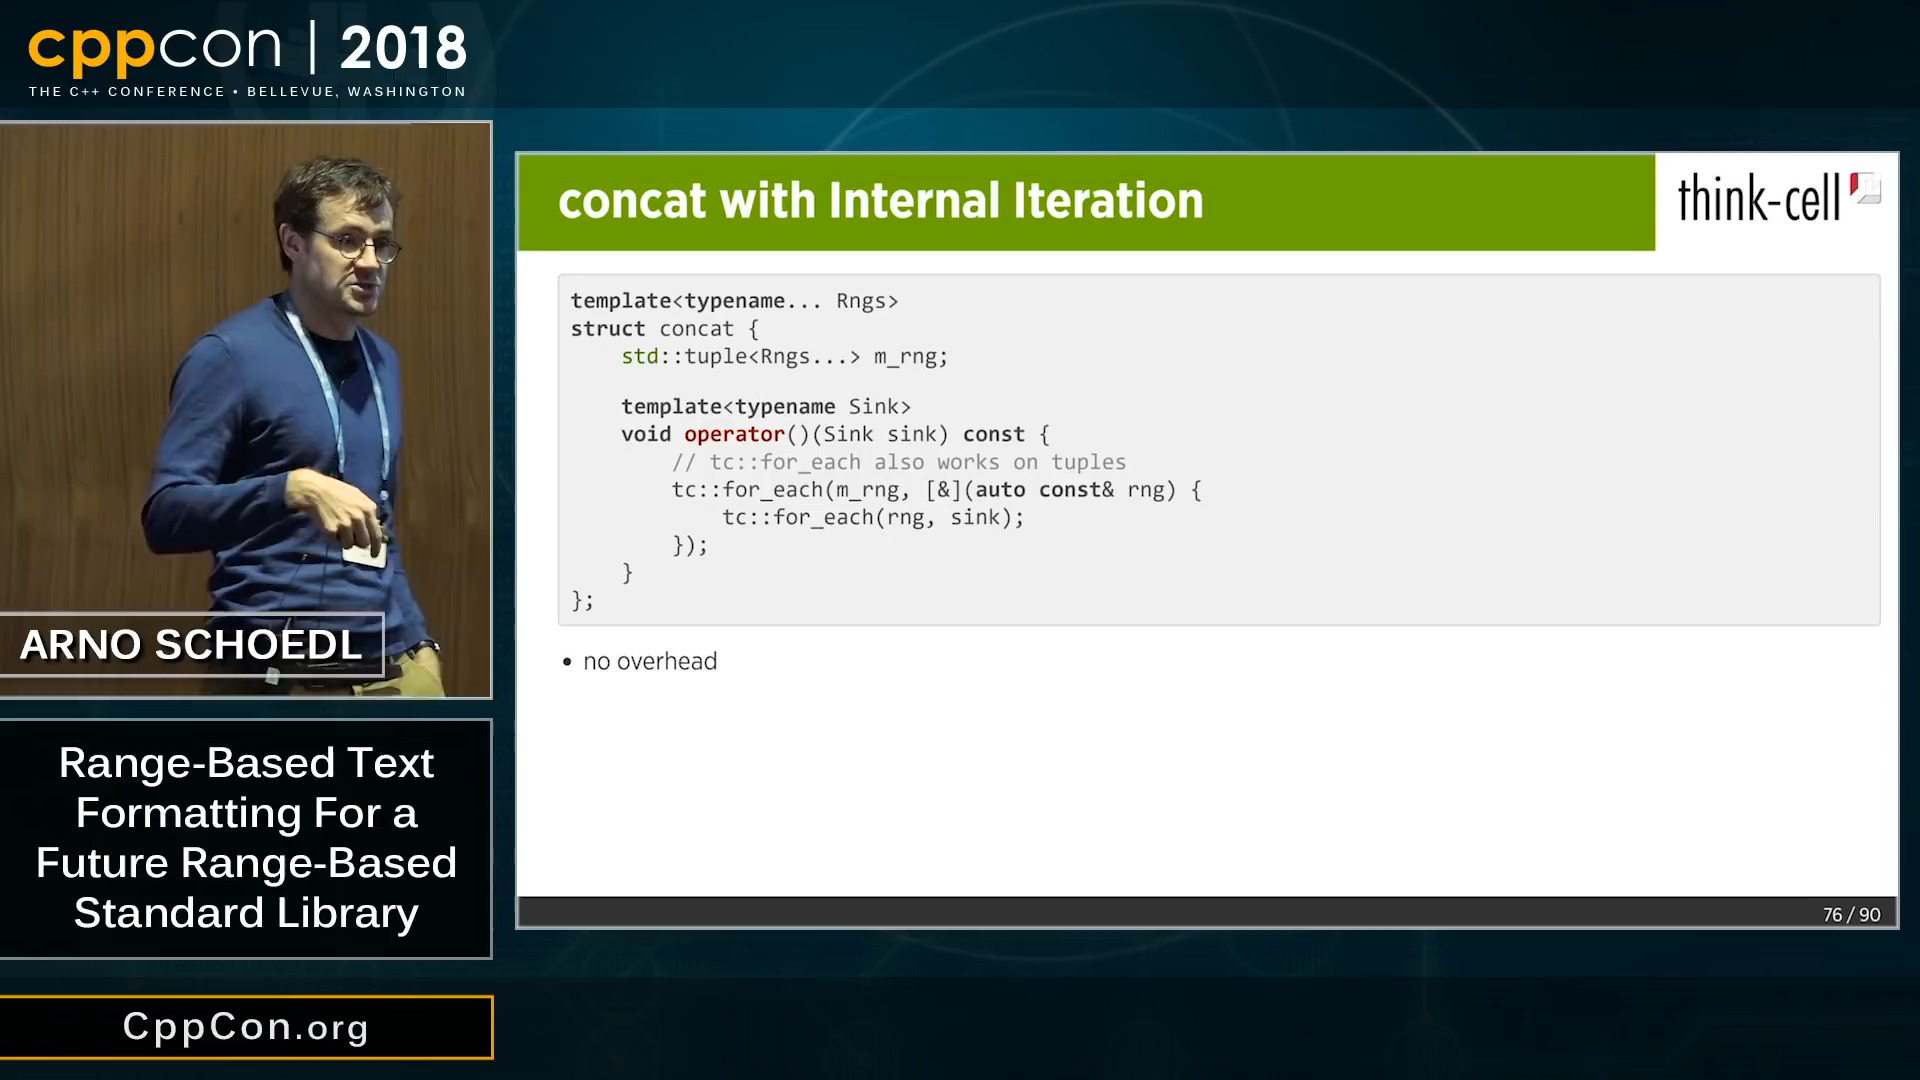 cppcon | 2018
THE C++ CONFERENCE • BELLEVUE, WASHINGTON
concat with Internal Iteration
think-cell
template<typename... Rngs>
struct concat {
    std::tuple<Rngs...> m_rng;
    template<typename Sink>
    void operator()(Sink sink) const {
        // tc::for_each also works on tuples
        tc::for_each(m_rng, [&](auto const& rng) {
            tc::for_each(rng, sink);
        });
    }
};
• no overhead
76 / 90
ARNO SCHOEDL
Range-Based Text
Formatting For a
Future Range-Based
Standard Library
CppCon.org